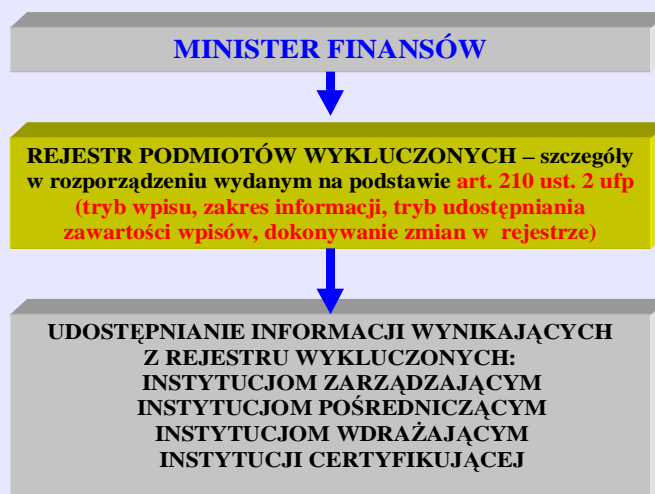 MINISTER FINANSÓW
REJESTR PODMIOTÓW WYKLUCZONYCH – szczegóły
w rozporządzeniu wydanym na podstawie art. 210 ust. 2 ufp
(tryb wpisu, zakres informacji, tryb udostępniania
zawartości wpisów, dokonywanie zmian w rejestrze)
UDOSTĘPNIANIE INFORMACJI WYNIKAJĄCYCH
Z REJESTRU WYKLUCZONYCH:
INSTYTUCJOM ZARZĄDZAJĄCYM
INSTYTUCJOM POŚREDNICZĄCYM
INSTYTUCJOM WDRAŻAJĄCYM
INSTYTUCJI CERTYFIKUJĄCEJ